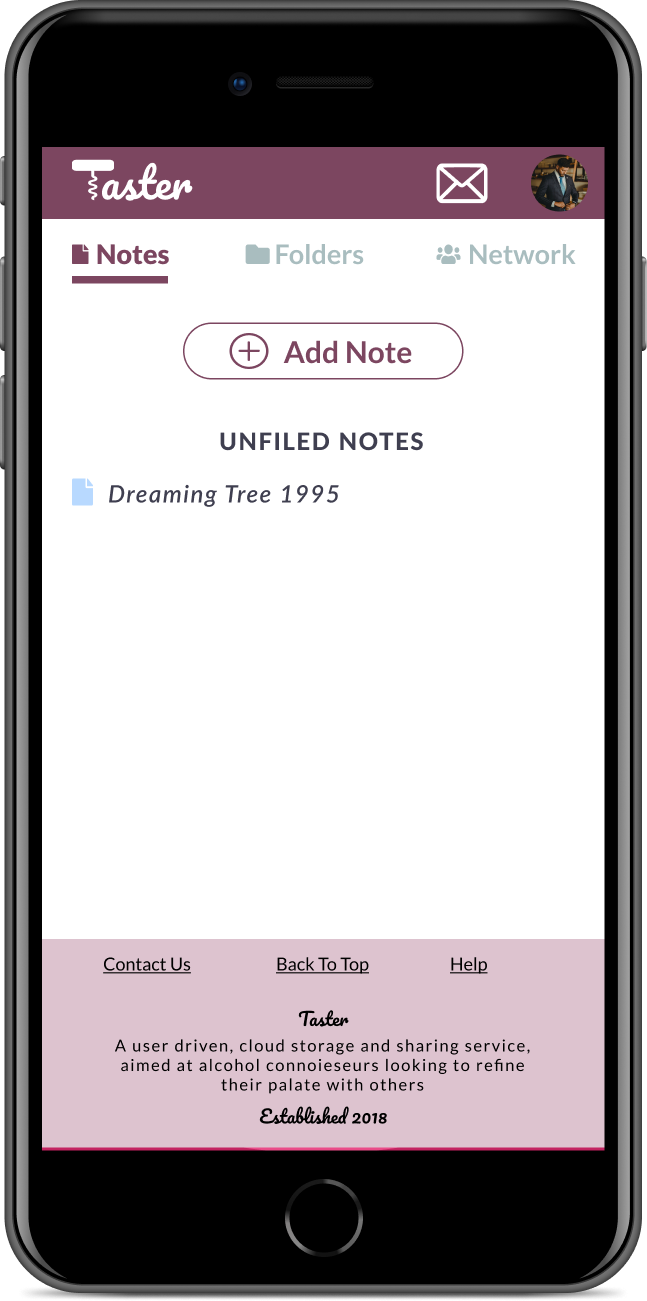 Taster
Notes Folders Network
Add Note
UNFILED NOTES
Dreaming Tree 1995
Contact Us Back To Top Help
Taster
A user driven, cloud storage and sharing service,
aimed at alcohol connoieseurs looking to refine
their palate with others
Established 2018